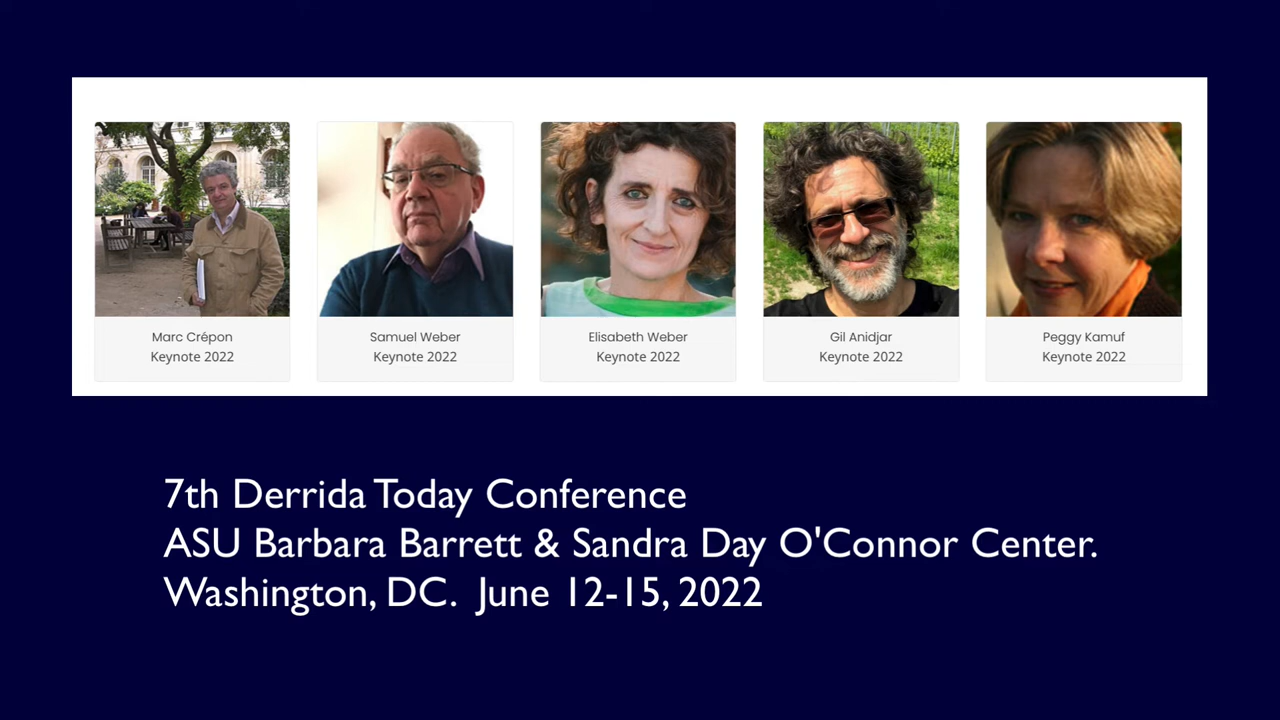 Marc Crépon
Keynote 2022
Samuel Weber
Keynote 2022
Elisabeth Weber
Keynote 2022
Gil Anidjar
Keynote 2022
Peggy Kamuf
Keynote 2022
7th Derrida Today Conference
ASU Barbara Barrett & Sandra Day O'Connor Center.
Washington, DC.  June 12-15, 2022